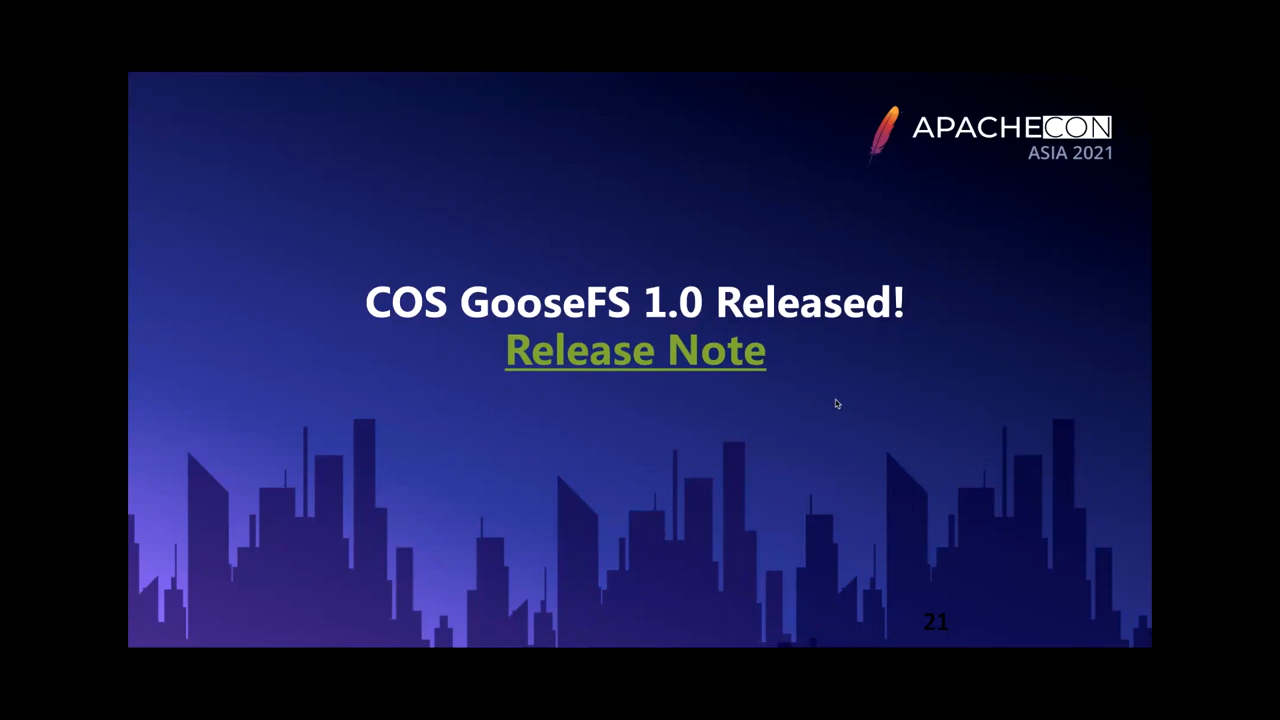 APACHECON
ASIA 2021
COS GooseFS 1.0 Released!
Release Note
21